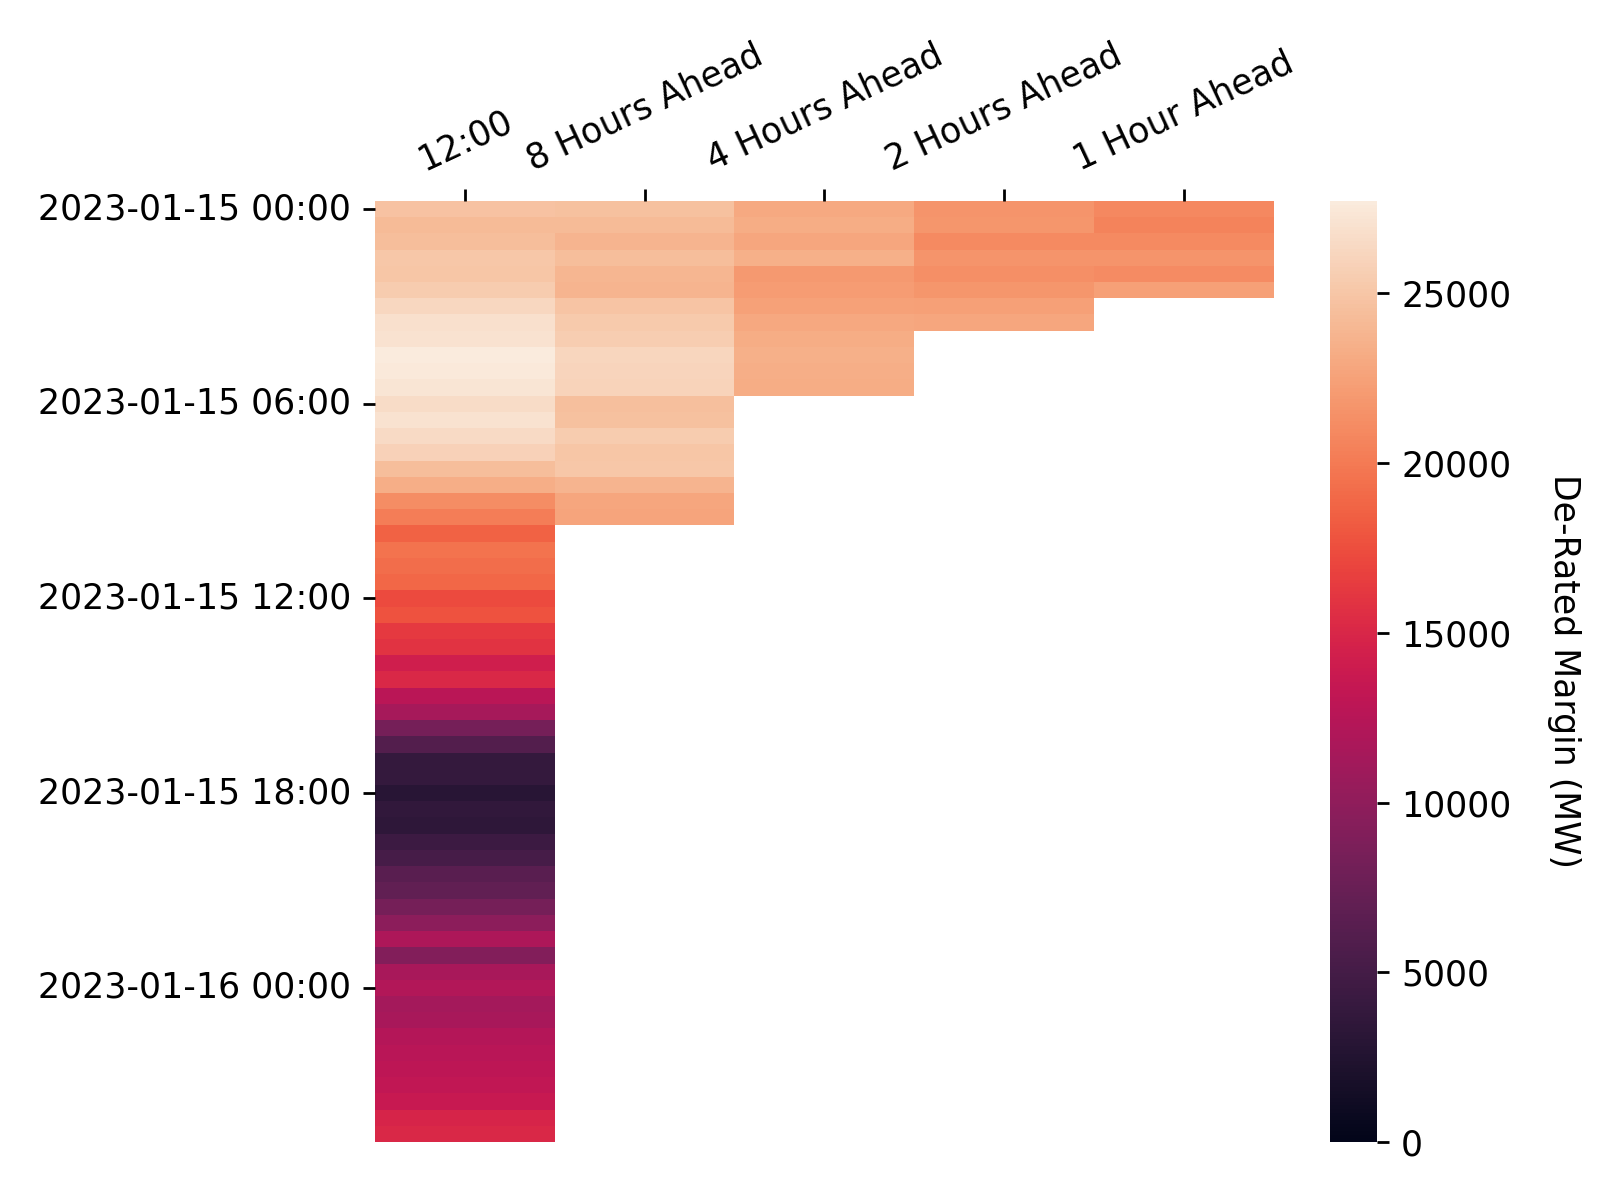 12:00
8 Hours Ahead
4 Hours Ahead
2 Hours Ahead
1 Hour Ahead
2023-01-15 00:00
2023-01-15 06:00
2023-01-15 12:00
2023-01-15 18:00
2023-01-16 00:00
25000
20000
15000
10000
5000
0
De-Rated Margin (MW)